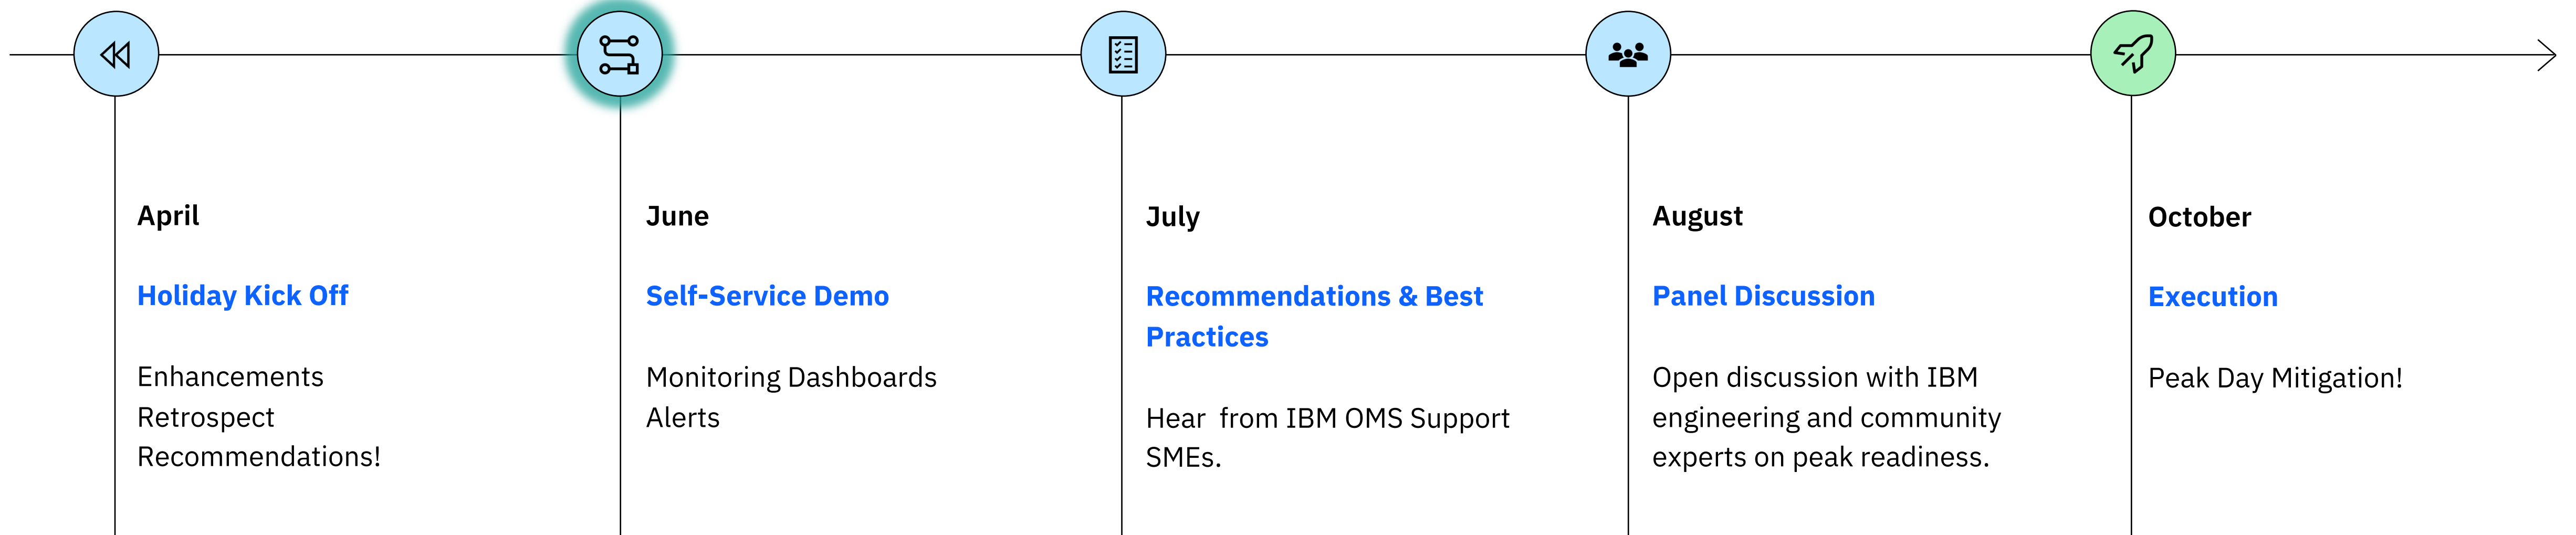 April
Holiday Kick Off
Enhancements
Retrospect
Recommendations!
June
Self-Service Demo
Monitoring Dashboards
Alerts
July
Recommendations & Best
Practices
Hear  from IBM OMS Support
SMEs.
August
Panel Discussion
Open discussion with IBM
engineering and community
experts on peak readiness.
October
Execution
Peak Day Mitigation!